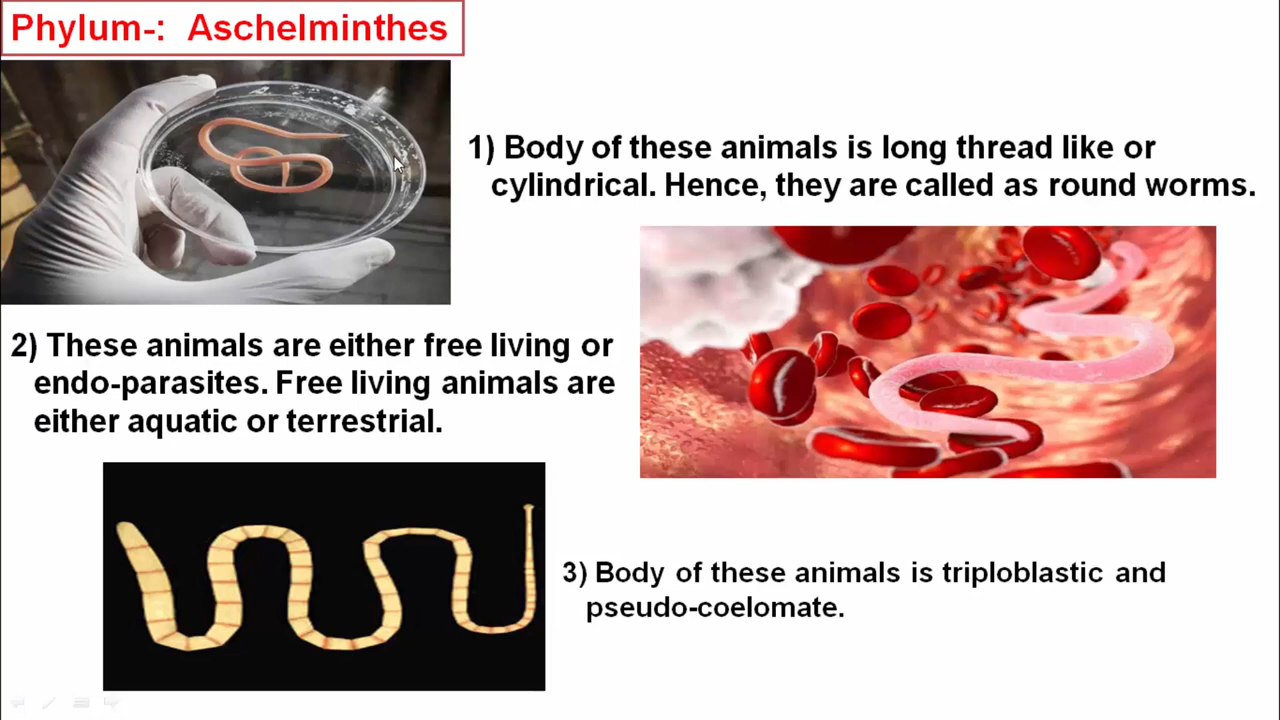 Phylum-: Aschelminthes
1) Body of these animals is long thread like or
cylindrical. Hence, they are called as round worms.
2) These animals are either free living or
endo-parasites. Free living animals are
either aquatic or terrestrial.
3) Body of these animals is triploblastic and
pseudo-coelomate.